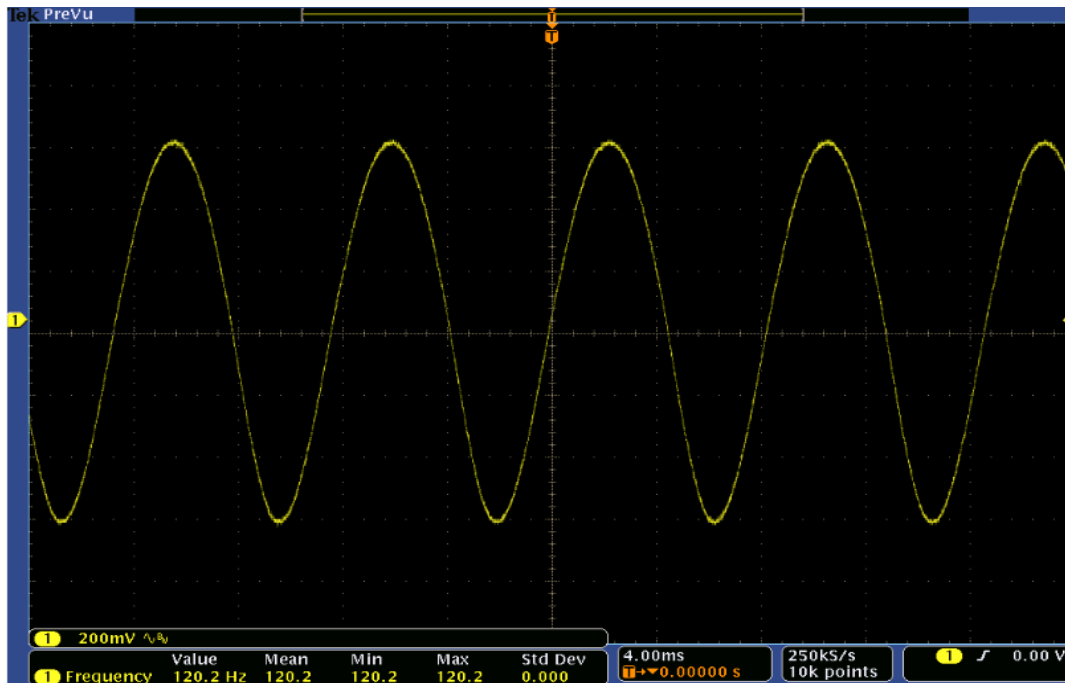 Tek PreVu
T
T
1
1 200mV
Value Mean Min Max Std Dev
1 Frequency 120.2 Hz 120.2 120.2 120.2 0.000
4.00ms
T→▼0.00000 s
250kS/s
10k points
1 0.00 V